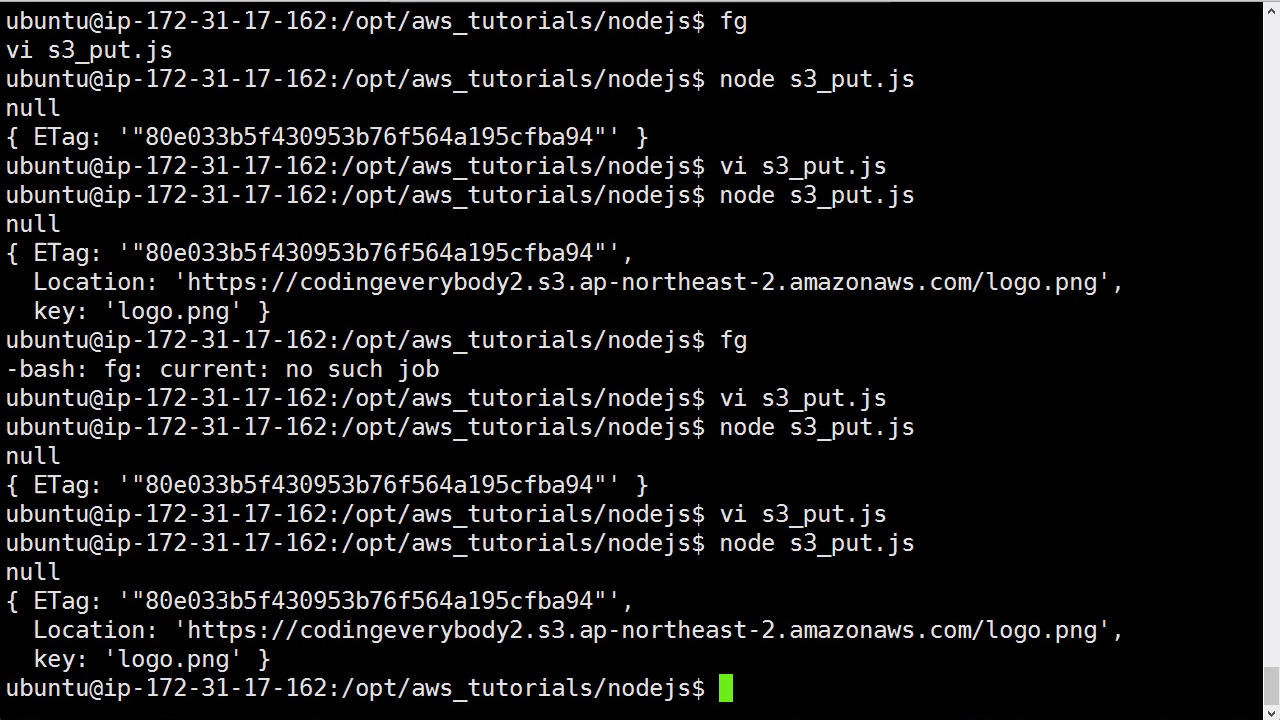 ubuntu@ip-172-31-17-162:/opt/aws_tutorials/nodejs$ fg
vi s3_put.js
ubuntu@ip-172-31-17-162:/opt/aws_tutorials/nodejs$ node s3_put.js
null
{ ETag: '"80e033b5f430953b76f564a195cfba94"' }
ubuntu@ip-172-31-17-162:/opt/aws_tutorials/nodejs$ vi s3_put.js
ubuntu@ip-172-31-17-162:/opt/aws_tutorials/nodejs$ node s3_put.js
null
{ ETag: '"80e033b5f430953b76f564a195cfba94"',
  Location: 'https://codingeverybody2.s3.ap-northeast-2.amazonaws.com/logo.png',
  key: 'logo.png' }
ubuntu@ip-172-31-17-162:/opt/aws_tutorials/nodejs$ fg
-bash: fg: current: no such job
ubuntu@ip-172-31-17-162:/opt/aws_tutorials/nodejs$ vi s3_put.js
ubuntu@ip-172-31-17-162:/opt/aws_tutorials/nodejs$ node s3_put.js
null
{ ETag: '"80e033b5f430953b76f564a195cfba94"' }
ubuntu@ip-172-31-17-162:/opt/aws_tutorials/nodejs$ vi s3_put.js
ubuntu@ip-172-31-17-162:/opt/aws_tutorials/nodejs$ node s3_put.js
null
{ ETag: '"80e033b5f430953b76f564a195cfba94"',
  Location: 'https://codingeverybody2.s3.ap-northeast-2.amazonaws.com/logo.png',
  key: 'logo.png' }
ubuntu@ip-172-31-17-162:/opt/aws_tutorials/nodejs$